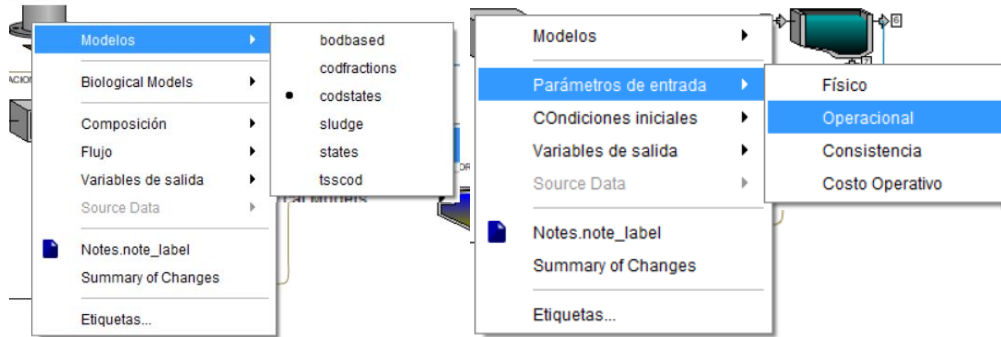 Modelos
Biological Models
Composición
Flujo
Variables de salida
Source Data
Notes.note_label
Summary of Changes
Etiquetas...
bodbased
codfractions
codstates
sludge
states
tsscod
Modelos
Parámetros de entrada
COndiciones iniciales
Variables de salida
Source Data
Notes.note_label
Summary of Changes
Etiquetas...
Físico
Operacional
Consistencia
Costo Operativo
6